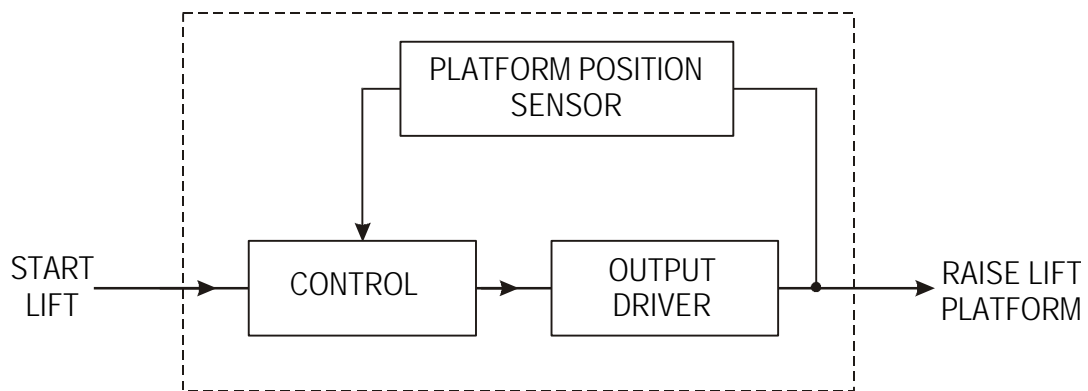 PLATFORM POSITION
SENSOR
START
LIFT
CONTROL
OUTPUT
DRIVER
RAISE LIFT
PLATFORM